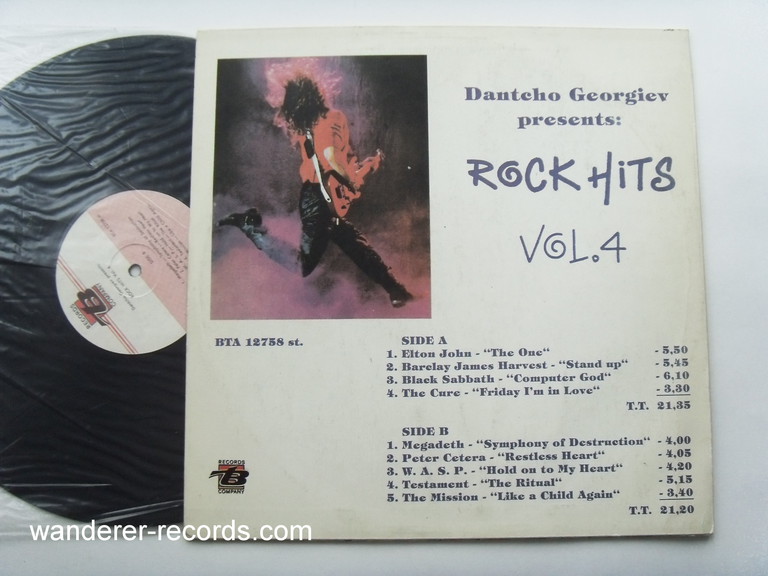 Dantcho Georgiev
presents:
ROCK HITS
VOL.4
BTA 12758 st.
SIDE A
1. Elton John - “The One“ - 5,50
2. Barclay James Harvest - “Stand up“ - 5,45
3. Black Sabbath - “Computer God“ - 6,10
4. The Cure - “Friday I'm in Love“ - 3,30
T.T. 21,35
SIDE B
1. Megadeth - “Symphony of Destruction“ - 4,00
2. Peter Cetera - “Restless Heart“ - 4,05
3. W. A. S. P. - “Hold on to My Heart“ - 4,20
4. Testament - “The Ritual“ - 5,15
5. The Mission - “Like a Child Again“ - 3,40
T.T. 21,20
RECORDS
COMPANY
RECORDS
COMPANY
wanderer-records.com